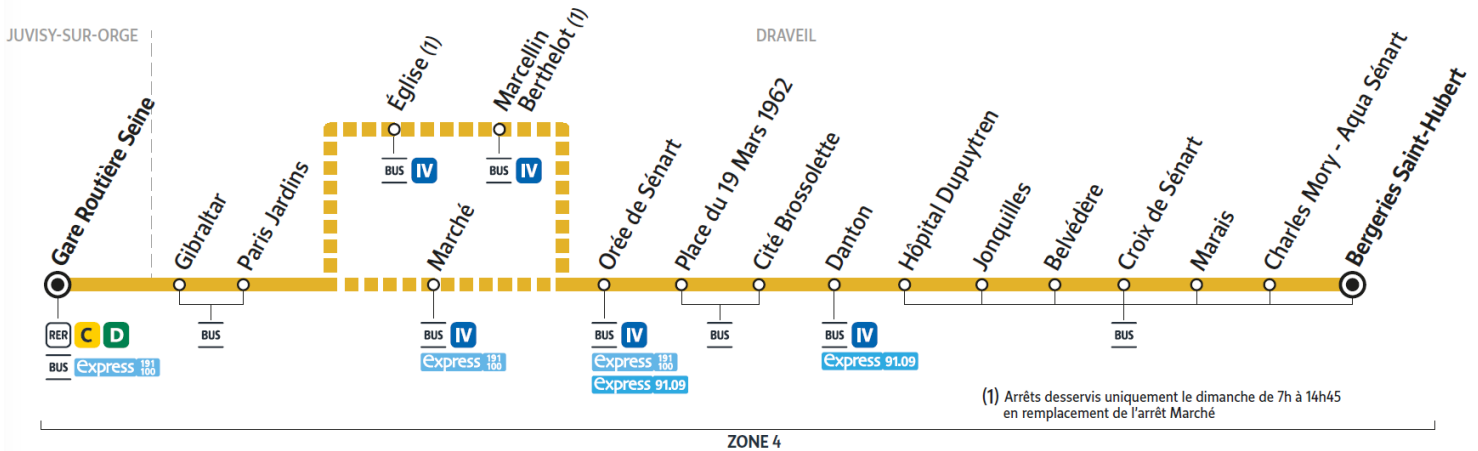 JUVISY-SUR-ORGE
DRAVEIL
Gare Routière Seine
Gibraltar
Paris Jardins
Église (1)
Marcellin
Berthelot (1)
Marché
Orée de Sénart
Place du 19 Mars 1962
Cité Brossolette
Danton
Hôpital Dupuytren
Jonquilles
Belvédère
Croix de Sénart
Marais
Charles Mory - Aqua Sénart
Bergeries Saint-Hubert
BUS IV
BUS IV
RER C D
BUS express 191 100
BUS
BUS IV
express 191 100
BUS IV
express 191 100
express 91.09
BUS
BUS IV
express 91.09
BUS
(1) Arrêts desservis uniquement le dimanche de 7h à 14h45
en remplacement de l'arrêt Marché
ZONE 4